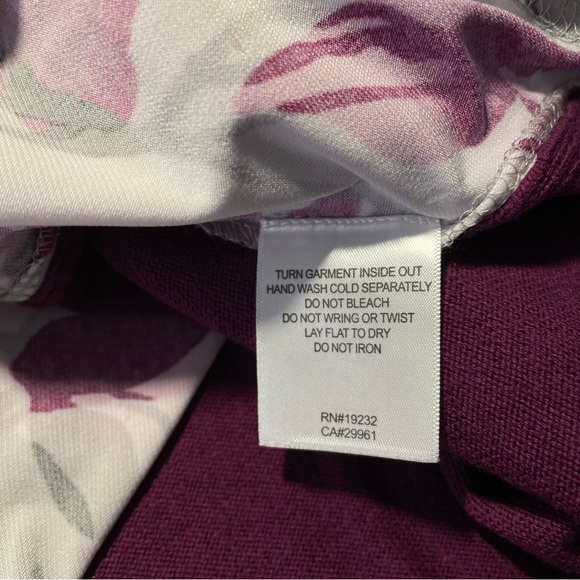 TURN GARMENT INSIDE OUT
HAND WASH COLD SEPARATELY
DO NOT BLEACH
DO NOT WRING OR TWIST
LAY FLAT TO DRY
DO NOT IRON
RN#19232
CA#29961